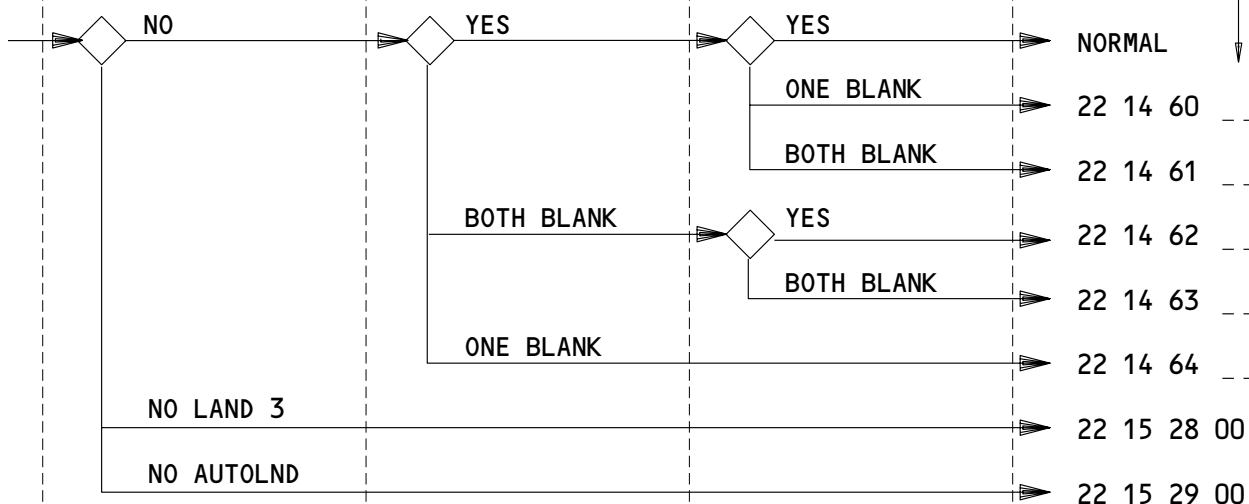 NO YES YES NORMAL
ONE BLANK 22 14 60 _ _
BOTH BLANK 22 14 61 _ _
BOTH BLANK YES 22 14 62 _ _
BOTH BLANK 22 14 63 _ _
ONE BLANK 22 14 64 _ _
NO LAND 3 22 15 28 00
NO AUTOLND 22 15 29 00